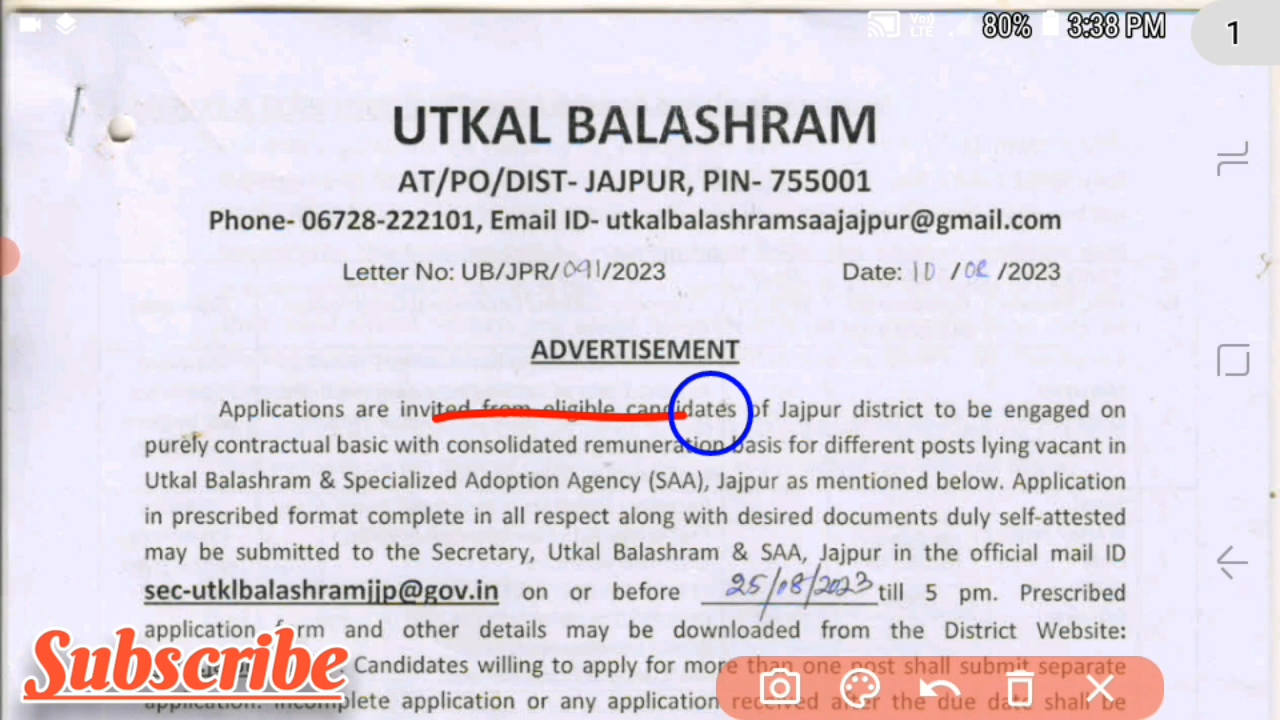 80% 3:38 PM
1
UTKAL BALASHRAM
AT/PO/DIST- JAJPUR, PIN- 755001
Phone- 06728-222101, Email ID- utkalbalashramsaajajpur@gmail.com
Letter No: UB/JPR/091/2023 Date: 10 /08 /2023
ADVERTISEMENT
Applications are invited from eligible candidates of Jajpur district to be engaged on
purely contractual basic with consolidated remuneration basis for different posts lying vacant in
Utkal Balashram & Specialized Adoption Agency (SAA), Jajpur as mentioned below. Application
in prescribed format complete in all respect along with desired documents duly self-attested
may be submitted to the Secretary, Utkal Balashram & SAA, Jajpur in the official mail ID
sec-utklbalashramjjp@gov.in on or before 25/08/2023 till 5 pm. Prescribed
application form and other details may be downloaded from the District Website:
Candidates willing to apply for more than one post shall submit separate
application. Incomplete application or any application received after the due date shall be
Subscribe